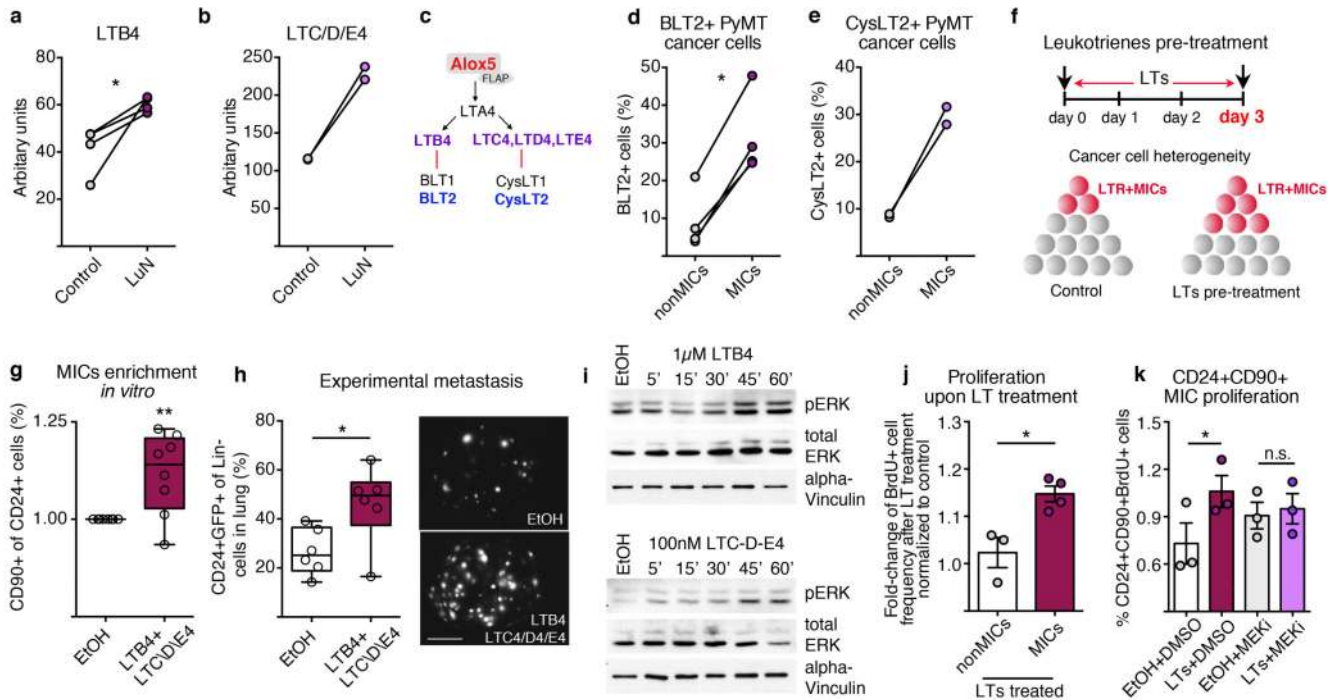 a
LTB4
Arbitary units
80
60
40
20
0
*
Control
LuN
b
LTC/D/E4
Arbitary units
250
200
150
100
50
0
Control
LuN
c
Alox5
FLAP
LTA4
LTB4
LTC4,LTD4,LTE4
BLT1
CysLT1
BLT2
CysLT2
d
BLT2+ PyMT
cancer cells
BLT2+ cells (%)
50
40
30
20
10
0
*
nonMICs
MICs
e
CysLT2+ PyMT
cancer cells
CysLT2+ cells (%)
40
30
20
10
0
nonMICs
MICs
f
Leukotrienes pre-treatment
LTs
day 0
day 1
day 2
day 3
Cancer cell heterogeneity
LTR+MICs
LTR+MICs
Control
LTs pre-treatment
g
MICs enrichment
in vitro
CD90+ of CD24+ cells (%)
1.25
1.00
**
EtOH
LTB4+
LTC\D\E4
h
Experimental metastasis
CD24+GFP+ of Lin-
cells in lung (%)
80
60
40
20
*
EtOH
LTB4+
LTC\D\E4
EtOH
LTB4
LTC4/D4/E4
i
1µM LTB4
EtOH
5’ 15’ 30’ 45’ 60’
pERK
total
ERK
alpha-
Vinculin
100nM LTC-D-E4
EtOH
5’ 15’ 30’ 45’ 60’
pERK
total
ERK
alpha-
Vinculin
j
Proliferation
upon LT treatment
Fold-change of BrdU+ cell
frequency after LT treatment
normalized to control
1.2
1.1
1.0
*
nonMICs
MICs
LTs treated
k
CD24+CD90+
MIC proliferation
% CD24+CD90+BrdU+ cells
1.5
1.2
0.9
0.6
*
n.s.
EtOH+DMSO
LTs+DMSO
EtOH+MEKi
LTs+MEKi